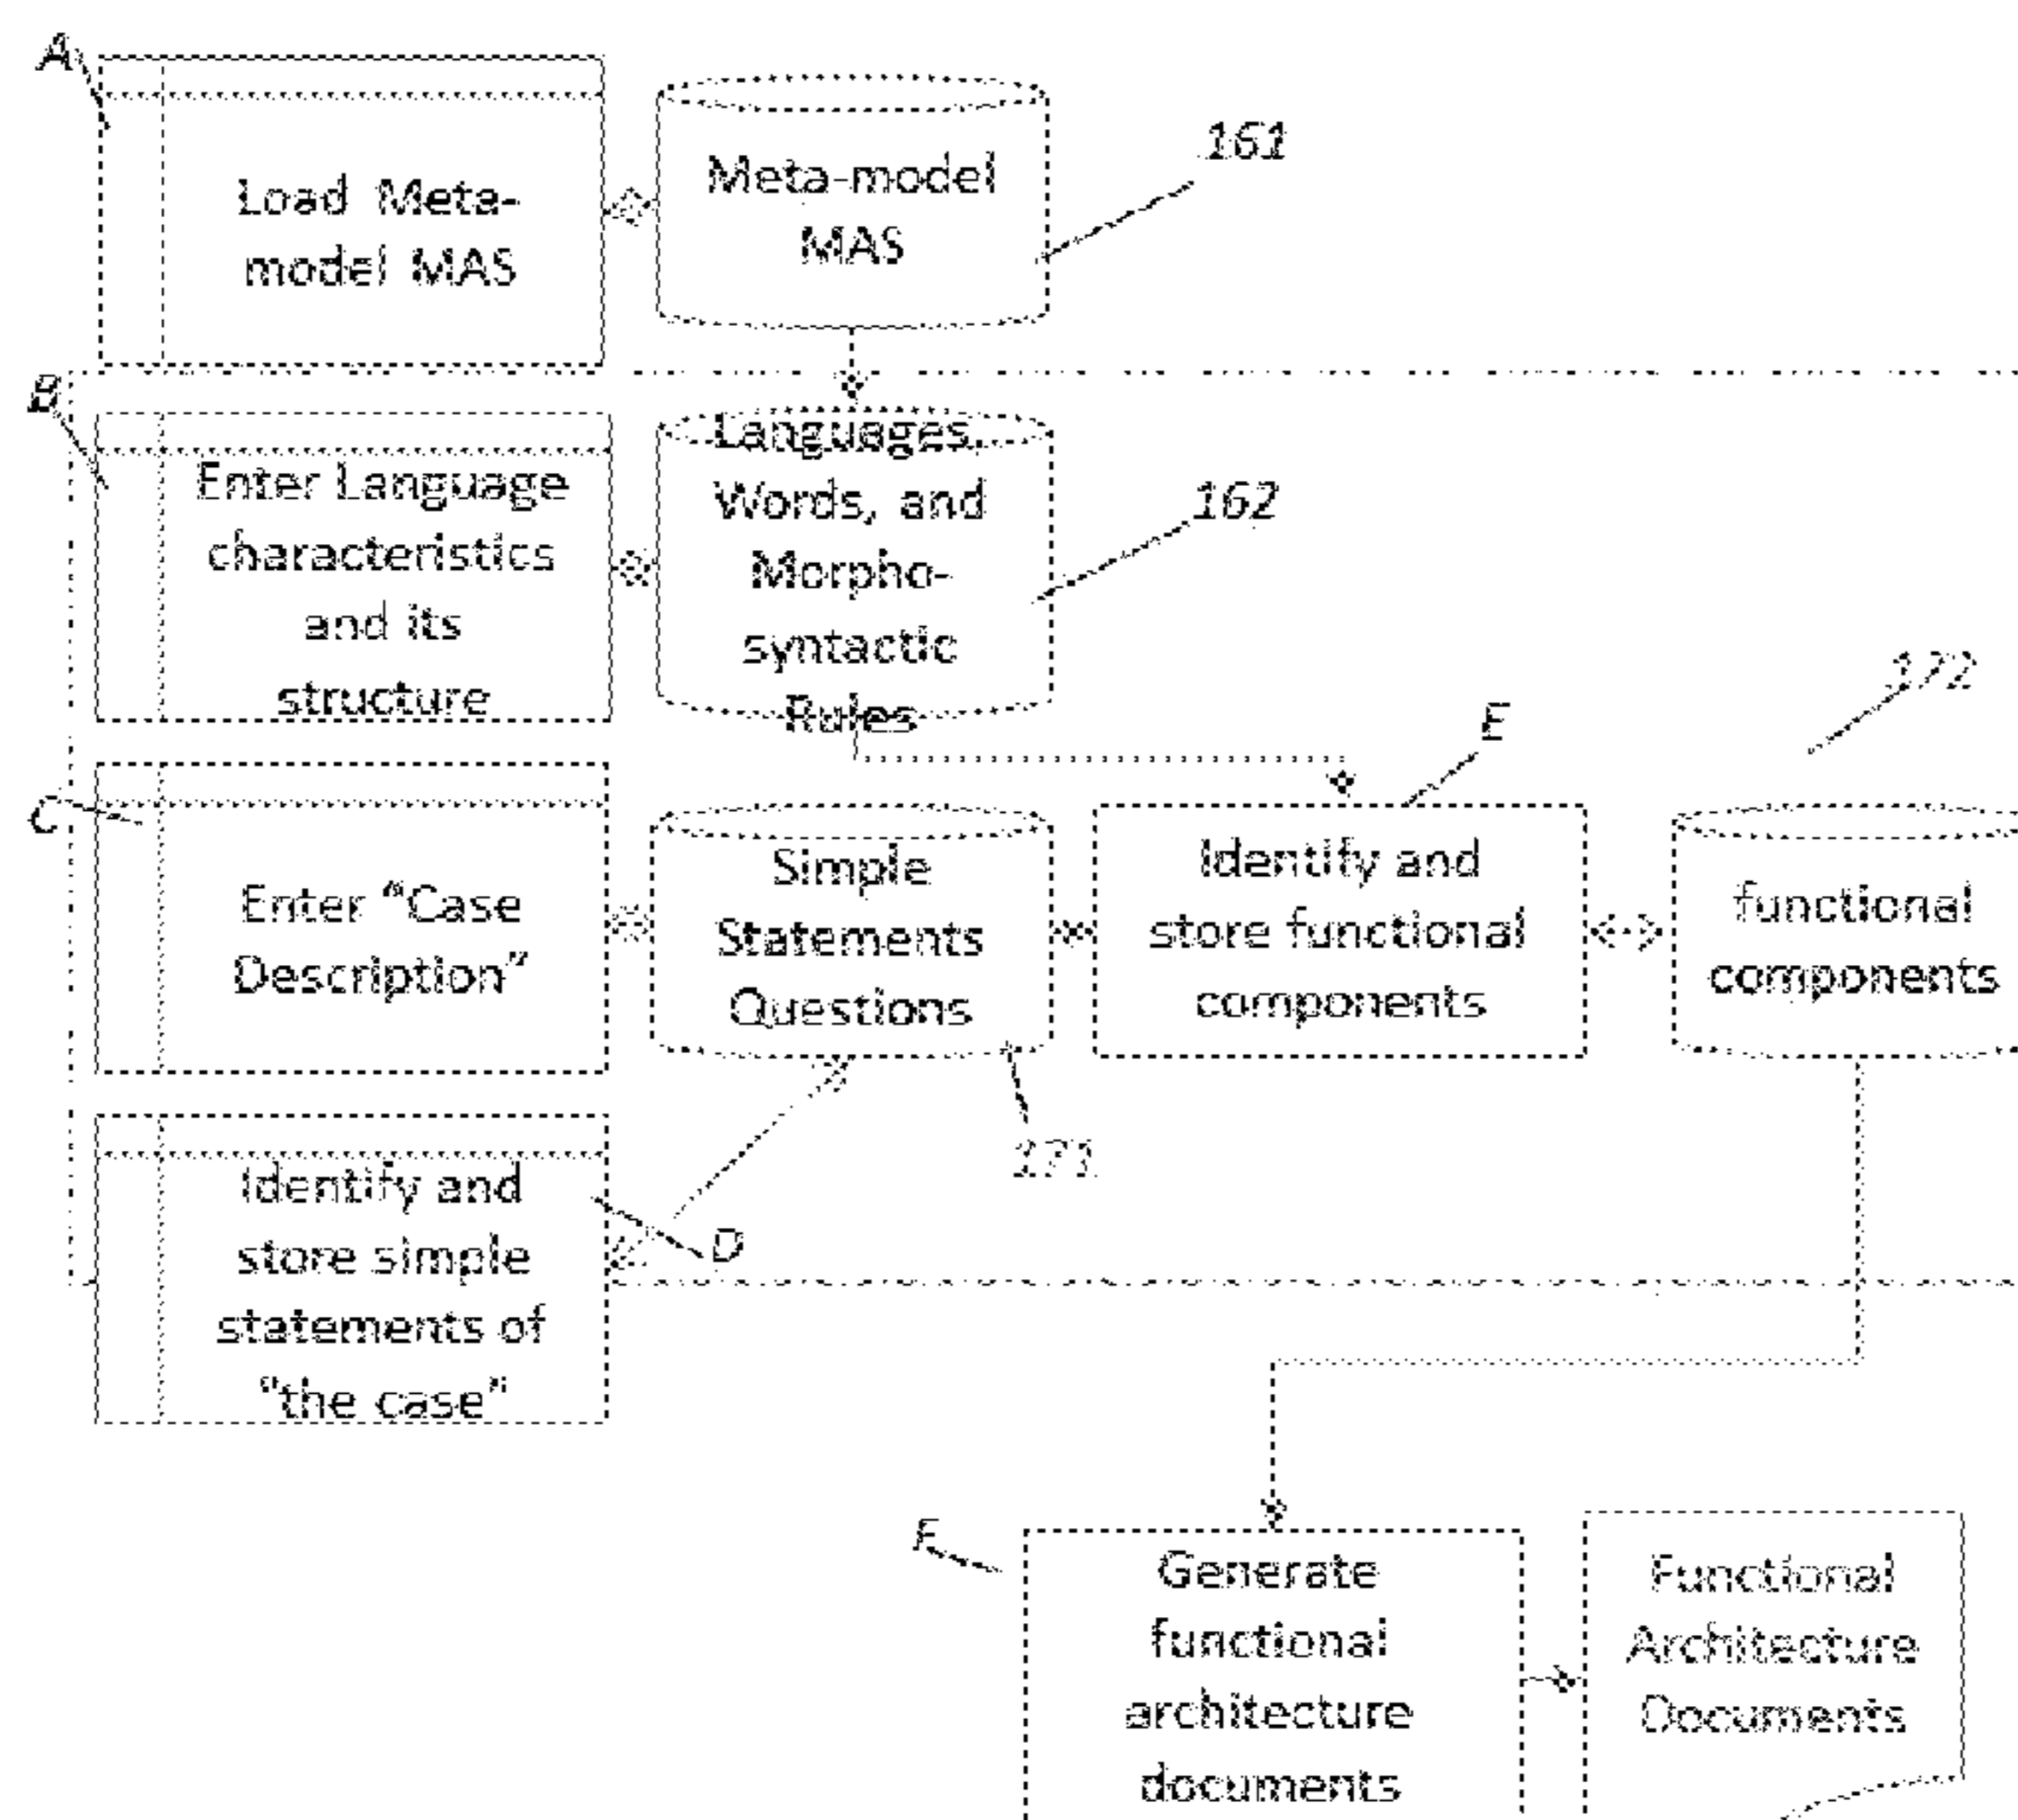 A
Load Meta-
model MAS
Meta-model
MAS
161
B
Enter Language
characteristics
and its
structure
Languages,
Words, and
Morpho-
syntactic
Rules
162
C
Enter “Case
Description”
Simple
Statements
Questions
171
E
Identify and
store functional
components
172
functional
components
Identify and
store simple
statements of
“the case”
D
F
Generate
functional
architecture
documents
Functional
Architecture
Documents